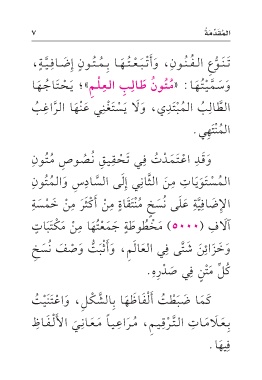 المُقَدِّمَةُ
٧
تَنَوُّعِ الفُنُونِ، وَأَتْبَعْتُهَا بِمُتُونٍ إِضَافِيَّةٍ،
وَسَمَّيْتُهَا: «مُتُونُ طَالِبِ العِلْمِ»؛ يَحْتَاجُهَا
الطَّالِبُ المُبْتَدِي، وَلَا يَسْتَغْنِي عَنْهَا الرَّاغِبُ
المُنْتَهِي.
وَقَدِ اعْتَمَدْتُ فِي تَحْقِيقِ نُصُوصِ مُتُونِ
المُسْتَوَيَاتِ مِنَ الثَّانِي إِلَى السَّادِسِ وَالمُتُونِ
الإِضَافِيَّةِ عَلَى نُسَخٍ مُنْتَقَاةٍ مِنْ أَكْثَرَ مِنْ خَمْسَةِ
آلَافِ (٥٠٠٠) مَخْطُوطَةٍ جَمَعْتُهَا مِنْ مَكْتَبَاتٍ
وَخَزَائِنَ شَتَّى فِي العَالَمِ، وَأَثْبَتُّ وَصْفَ نُسَخِ
كُلِّ مَتْنٍ فِي صَدْرِهِ.
كَمَا ضَبَطْتُ أَلْفَاظَهَا بِالشَّكْلِ، وَاعْتَنَيْتُ
بِعَلَامَاتِ التَّرْقِيمِ، مُرَاعِياً مَعَانِيَ الأَلْفَاظِ
فِيهَا.